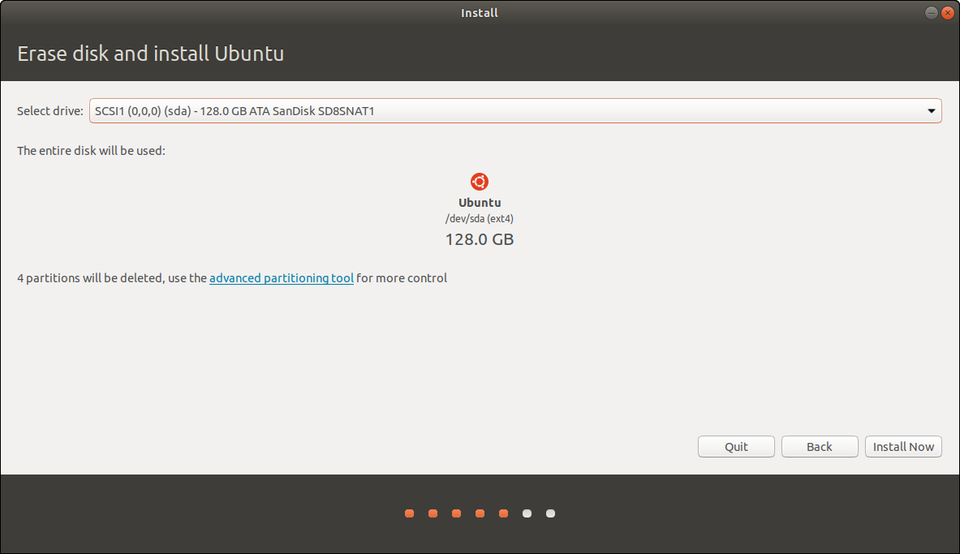 Install
Erase disk and install Ubuntu
Select drive: SCSI1 (0,0,0) (sda) - 128.0 GB ATA SanDisk SD8SNAT1
The entire disk will be used:
Ubuntu
/dev/sda (ext4)
128.0 GB
4 partitions will be deleted, use the advanced partitioning tool for more control
Quit Back Install Now